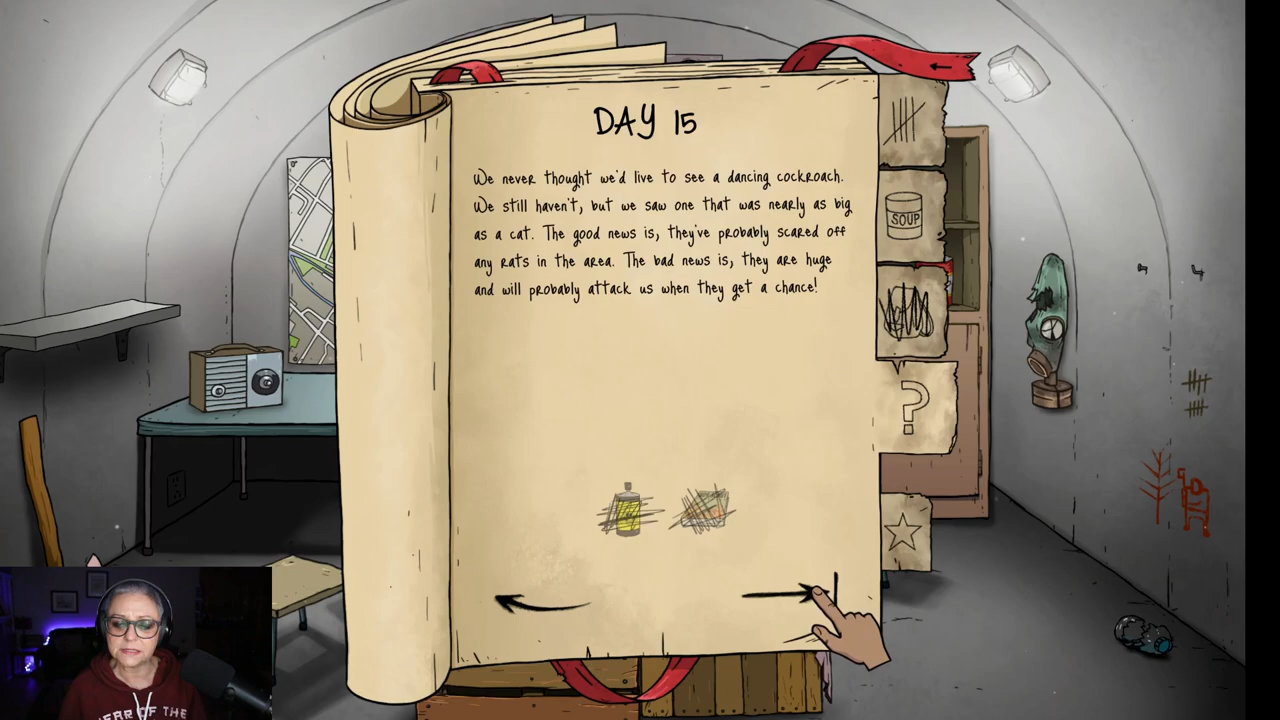 DAY 15
We never thought we'd live to see a dancing cockroach.
We still haven't, but we saw one that was nearly as big
as a cat. The good news is, they've probably scared off
any rats in the area. The bad news is, they are huge
and will probably attack us when they get a chance!
SOUP
?